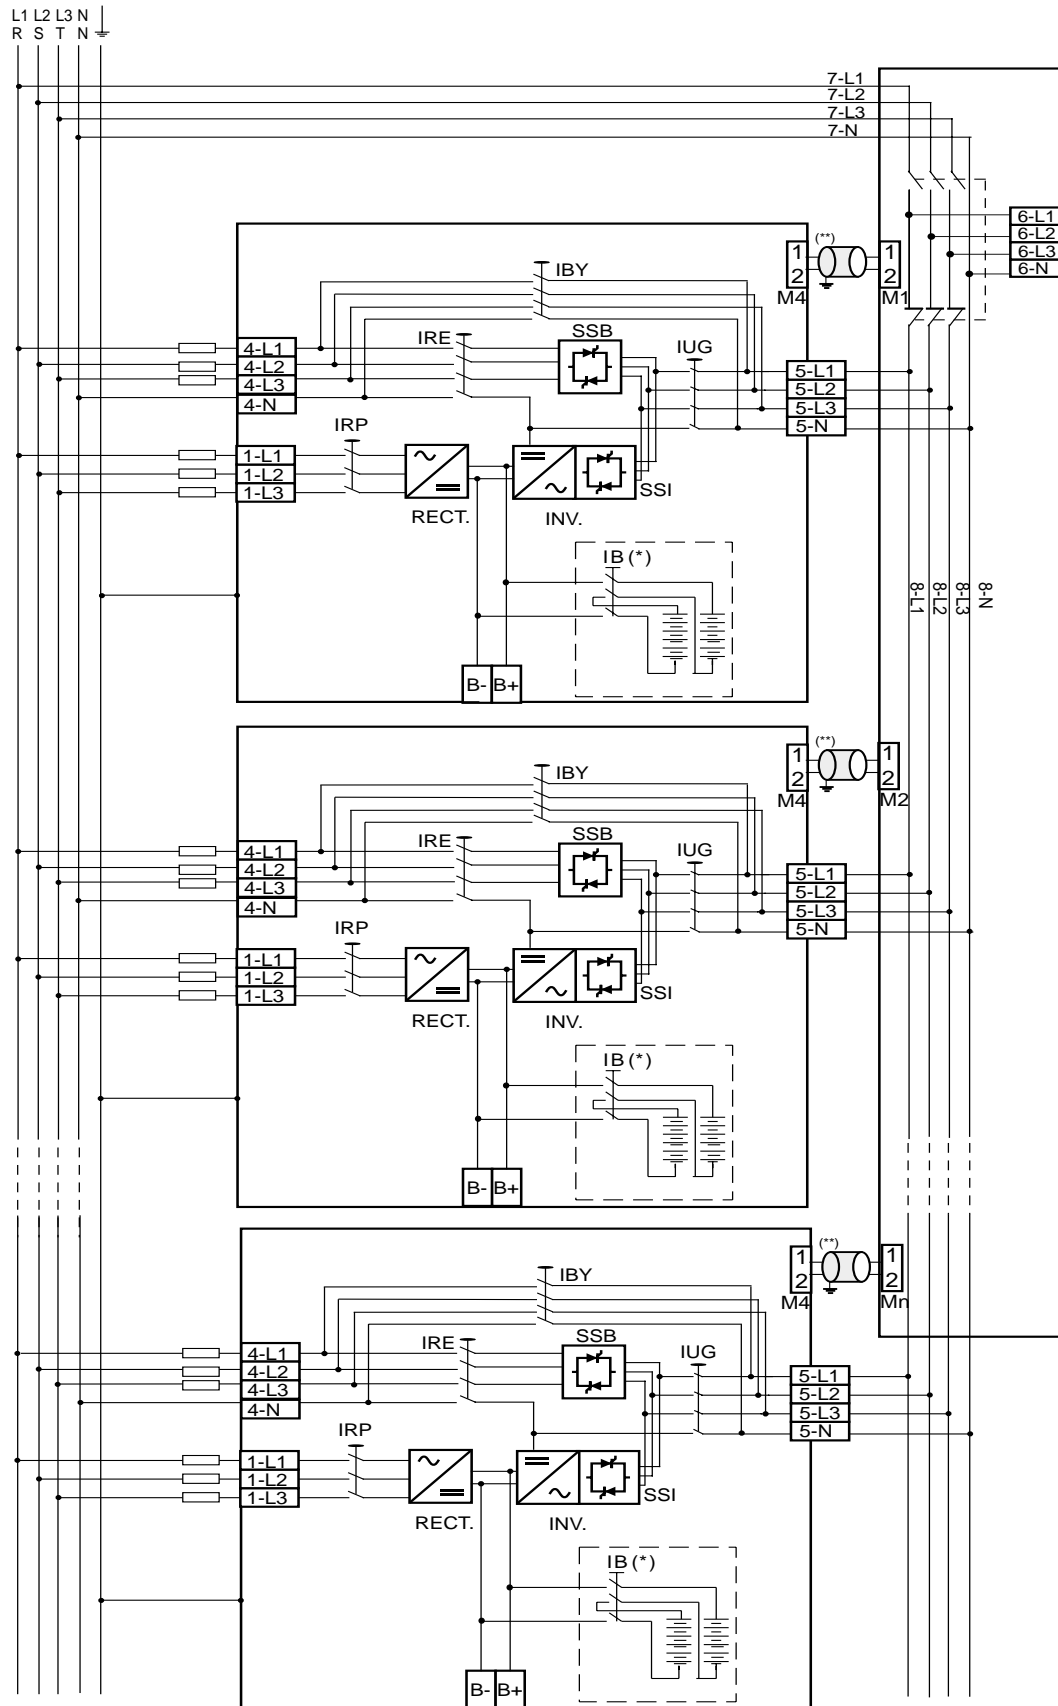 L1 L2 L3 N
R S T N
7-L1
7-L2
7-L3
7-N
6-L1
6-L2
6-L3
6-N
(**)
1
2
M4
1
2
M1
IBY
IRE
SSB
IUG
4-L1
4-L2
4-L3
4-N
5-L1
5-L2
5-L3
5-N
IRP
1-L1
1-L2
1-L3
SSI
RECT.
INV.
IB (*)
B- B+
8-L1
8-L2
8-L3
8-N
(**)
1
2
M4
1
2
M2
IBY
IRE
SSB
IUG
4-L1
4-L2
4-L3
4-N
5-L1
5-L2
5-L3
5-N
IRP
1-L1
1-L2
1-L3
SSI
RECT.
INV.
IB (*)
B- B+
(**)
1
2
M4
1
2
Mn
IBY
IRE
SSB
IUG
4-L1
4-L2
4-L3
4-N
5-L1
5-L2
5-L3
5-N
IRP
1-L1
1-L2
1-L3
SSI
RECT.
INV.
IB (*)
B- B+